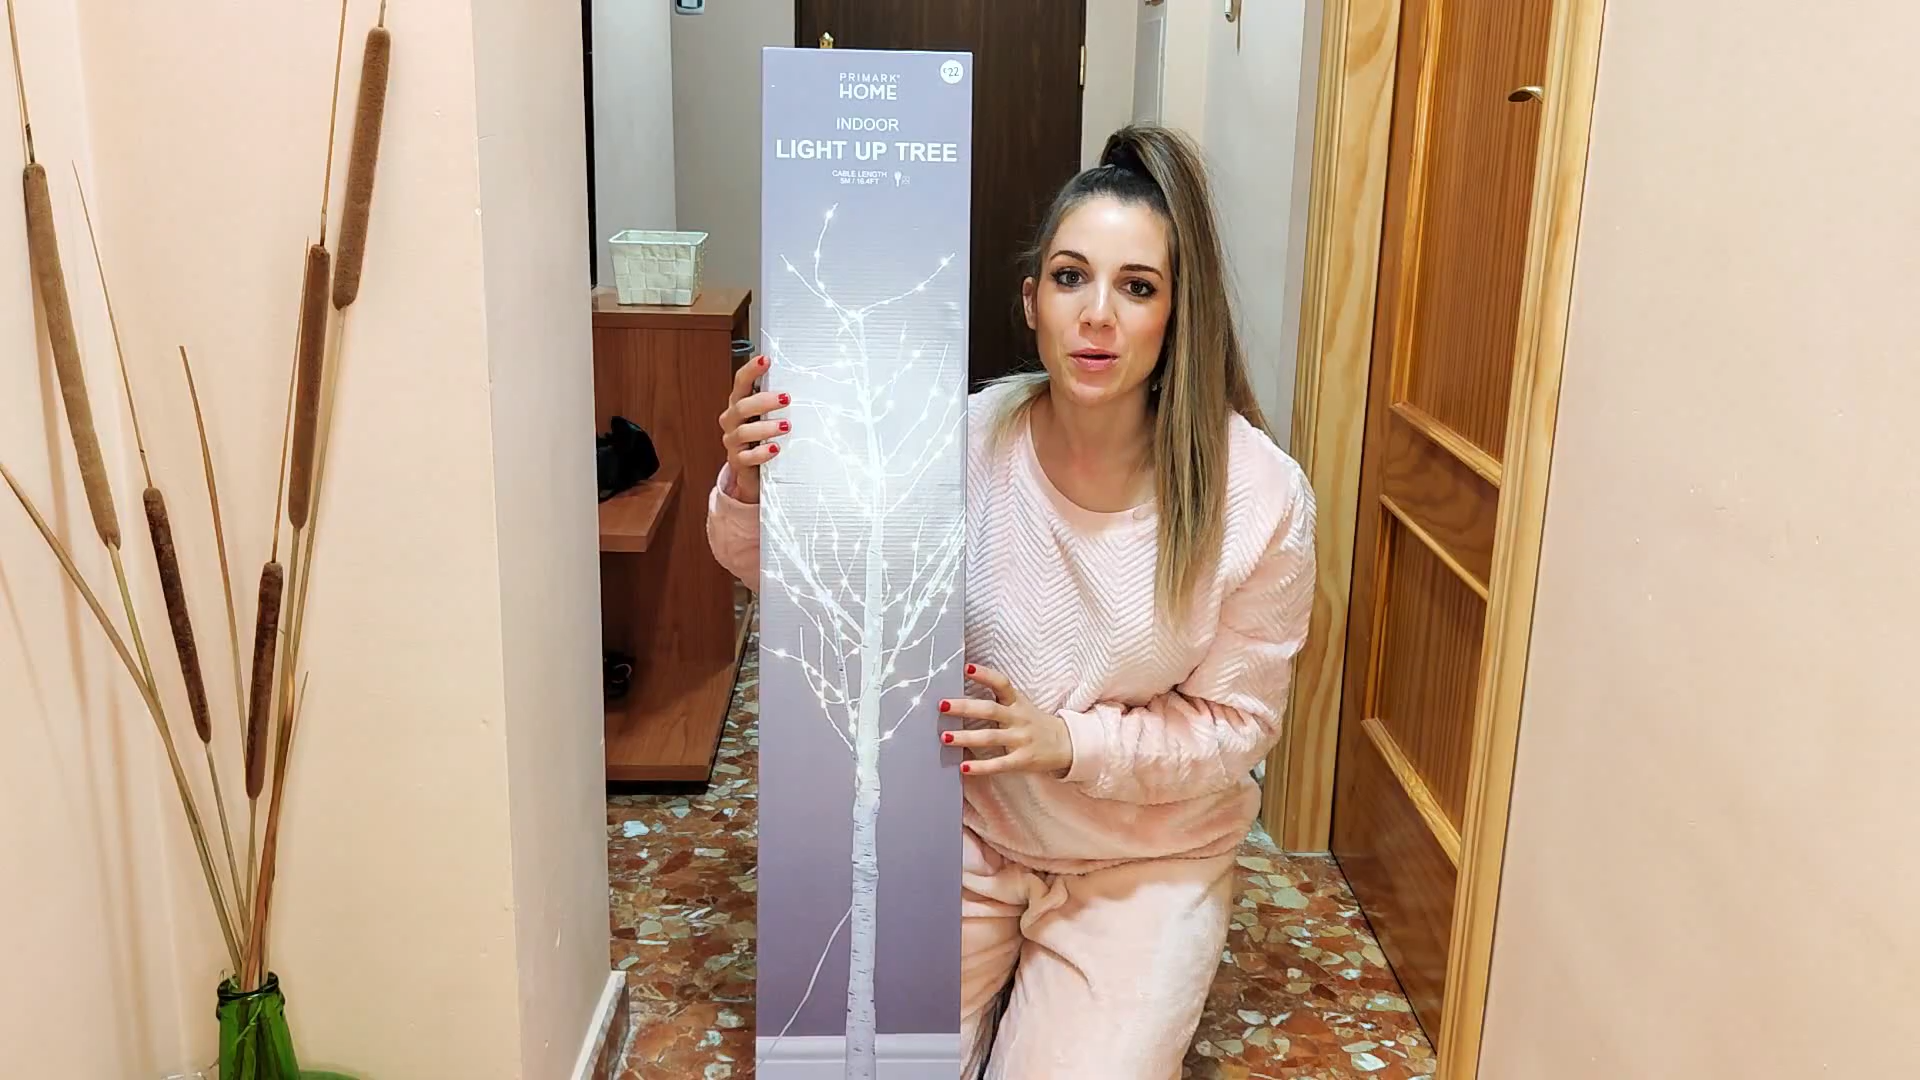 PRIMARK®
HOME
€22
INDOOR
LIGHT UP TREE
CABLE LENGTH
5M / 16.4FT